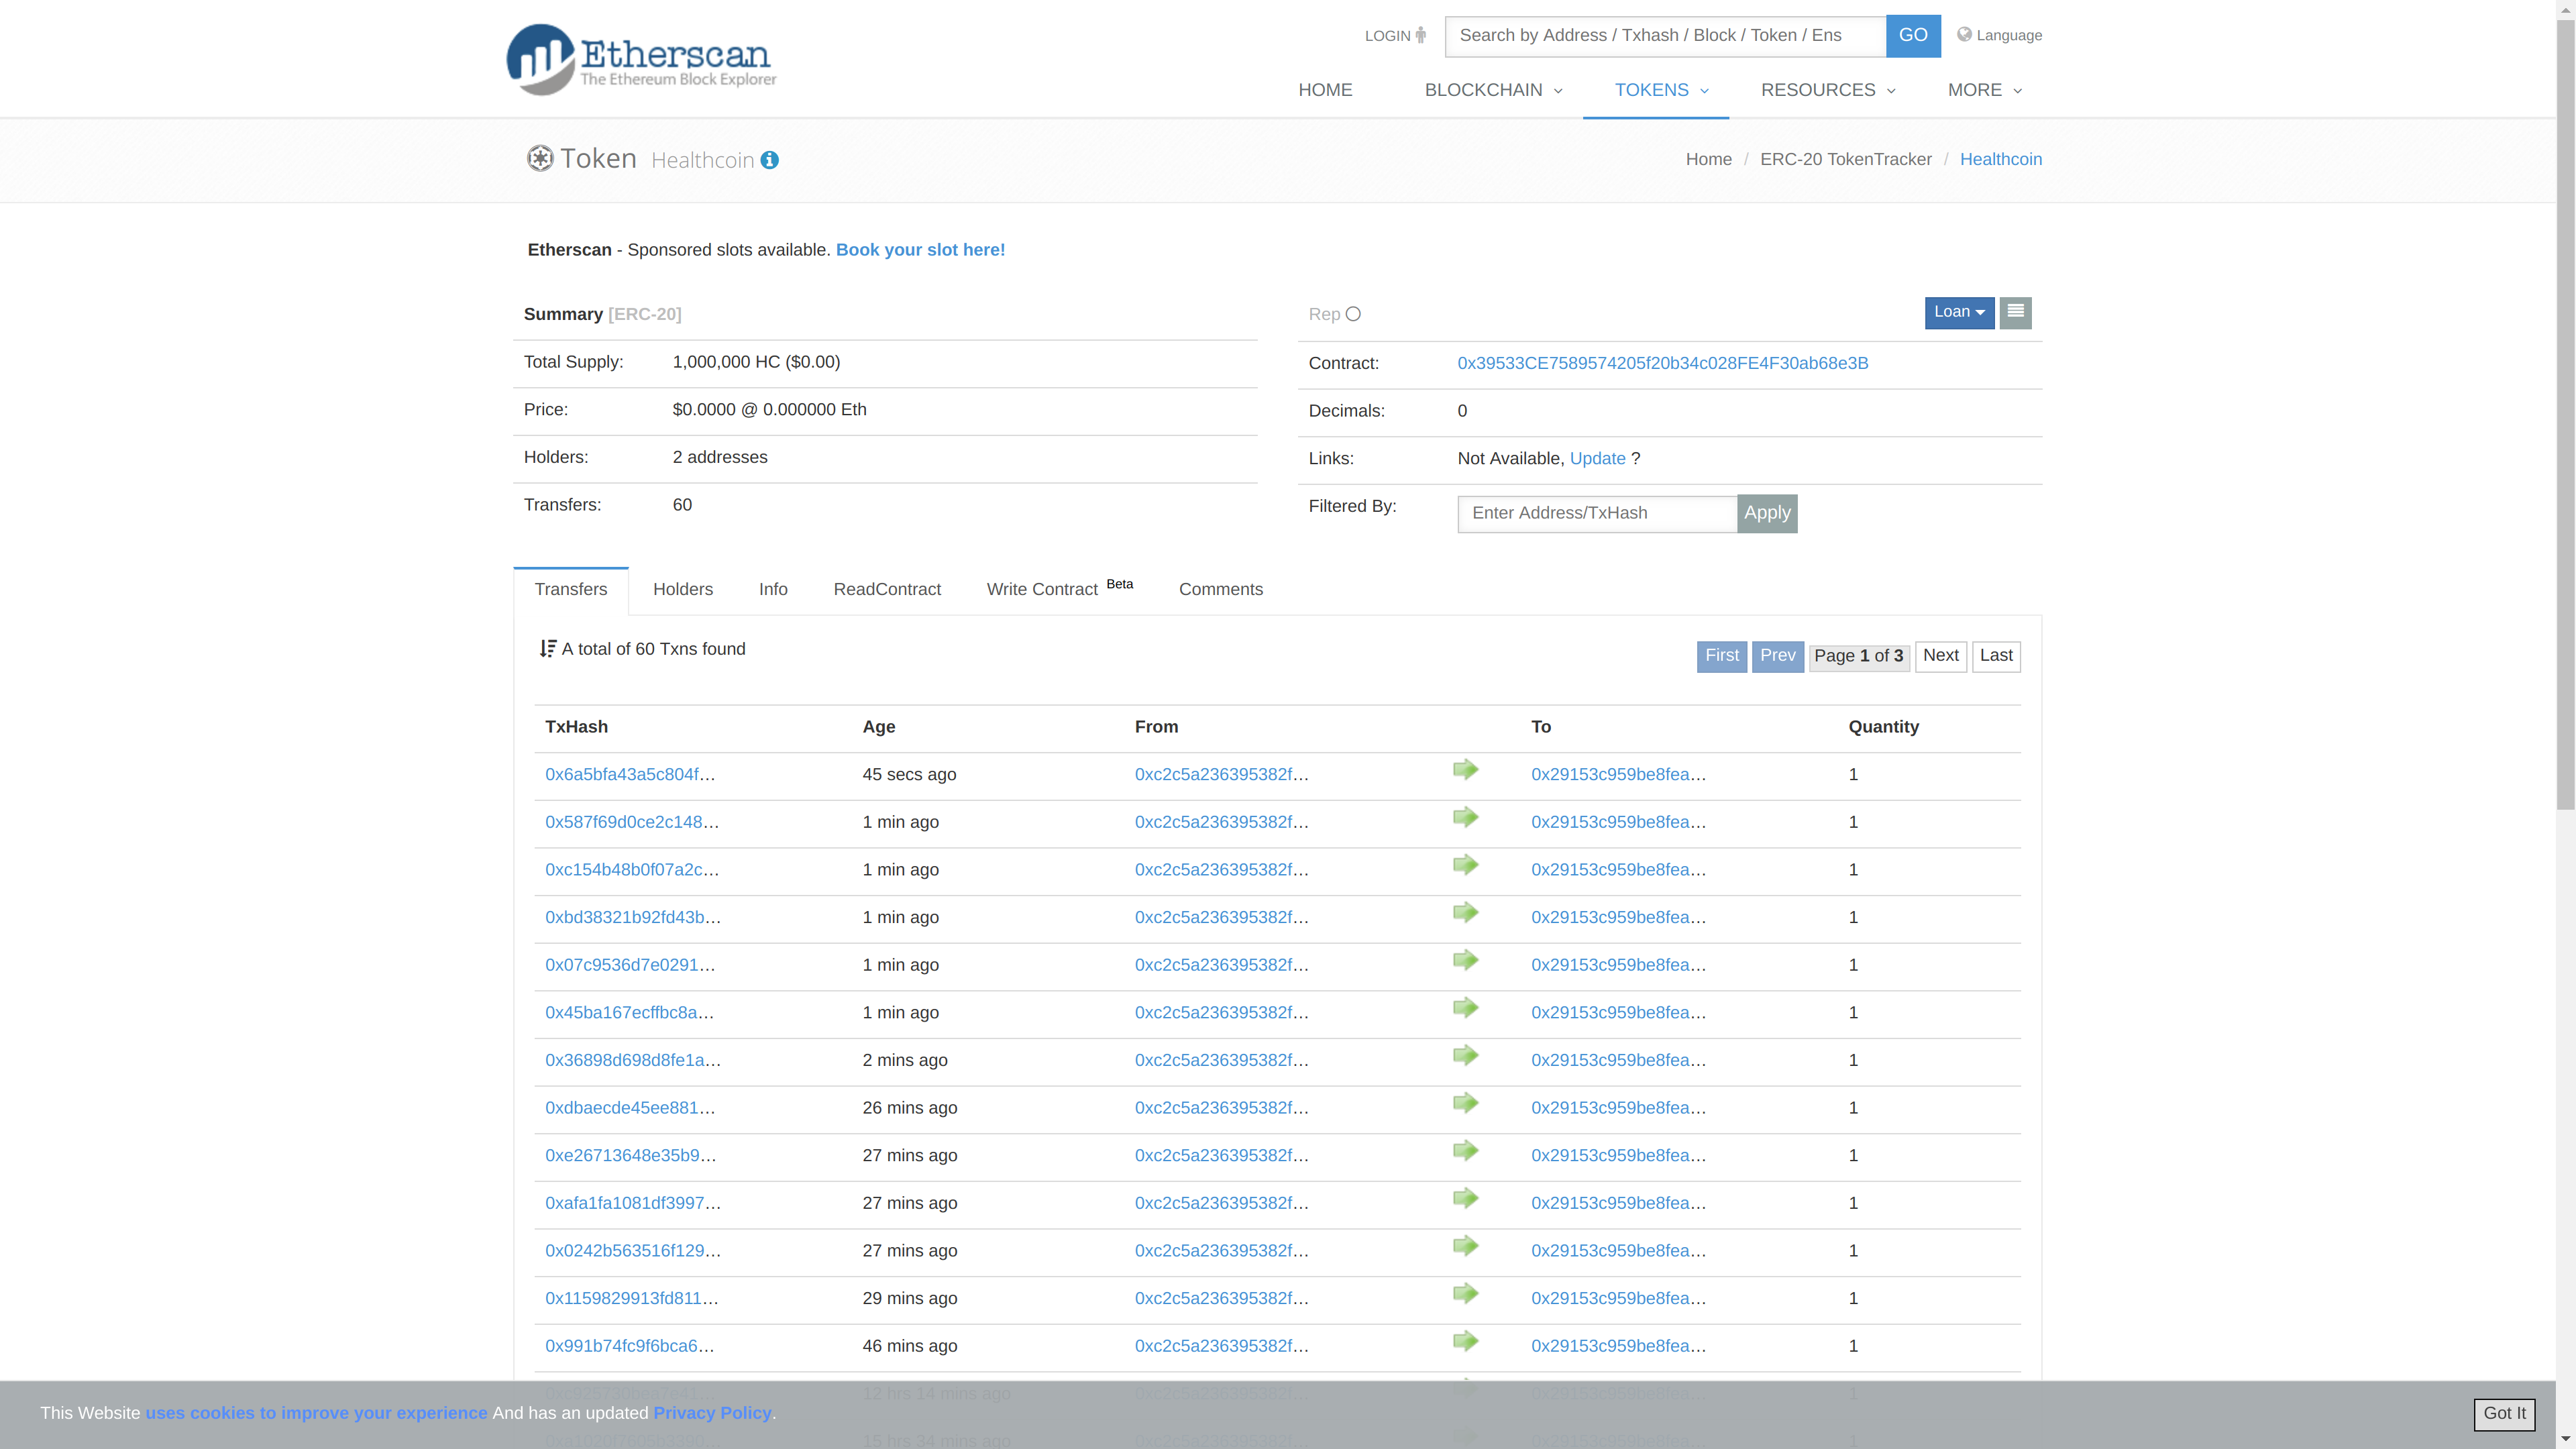 Etherscan
The Ethereum Block Explorer
LOGIN
Search by Address / Txhash / Block / Token / Ens
GO
Language
HOME
BLOCKCHAIN
TOKENS
RESOURCES
MORE
Token Healthcoin
Home / ERC-20 TokenTracker / Healthcoin
Etherscan - Sponsored slots available. Book your slot here!
Summary [ERC-20]
Total Supply: 1,000,000 HC ($0.00)
Price: $0.0000 @ 0.000000 Eth
Holders: 2 addresses
Transfers: 60
Rep
Loan
Contract: 0x39533CE7589574205f20b34c028FE4F30ab68e3B
Decimals: 0
Links: Not Available, Update ?
Filtered By: Enter Address/TxHash Apply
Transfers Holders Info ReadContract Write Contract Beta Comments
A total of 60 Txns found
First Prev Page 1 of 3 Next Last
TxHash Age From To Quantity
0x6a5bfa43a5c804f... 45 secs ago 0xc2c5a236395382f... 0x29153c959be8fea... 1
0x587f69d0ce2c148... 1 min ago 0xc2c5a236395382f... 0x29153c959be8fea... 1
0xc154b48b0f07a2c... 1 min ago 0xc2c5a236395382f... 0x29153c959be8fea... 1
0xbd38321b92fd43b... 1 min ago 0xc2c5a236395382f... 0x29153c959be8fea... 1
0x07c9536d7e0291... 1 min ago 0xc2c5a236395382f... 0x29153c959be8fea... 1
0x45ba167ecffbc8a... 1 min ago 0xc2c5a236395382f... 0x29153c959be8fea... 1
0x36898d698d8fe1a... 2 mins ago 0xc2c5a236395382f... 0x29153c959be8fea... 1
0xdbaecde45ee881... 26 mins ago 0xc2c5a236395382f... 0x29153c959be8fea... 1
0xe26713648e35b9... 27 mins ago 0xc2c5a236395382f... 0x29153c959be8fea... 1
0xafa1fa1081df3997... 27 mins ago 0xc2c5a236395382f... 0x29153c959be8fea... 1
0x0242b563516f129... 27 mins ago 0xc2c5a236395382f... 0x29153c959be8fea... 1
0x1159829913fd811... 29 mins ago 0xc2c5a236395382f... 0x29153c959be8fea... 1
0x991b74fc9f6bca6... 46 mins ago 0xc2c5a236395382f... 0x29153c959be8fea... 1
12 hrs 14 mins ago 0xc2c5a236395382f... 0x29153c959be8fea... 1
This Website uses cookies to improve your experience And has an updated Privacy Policy.
Got It
15 hrs 34 mins ago 0xc2c5a236395382f... 0x29153c959be8fea... 1